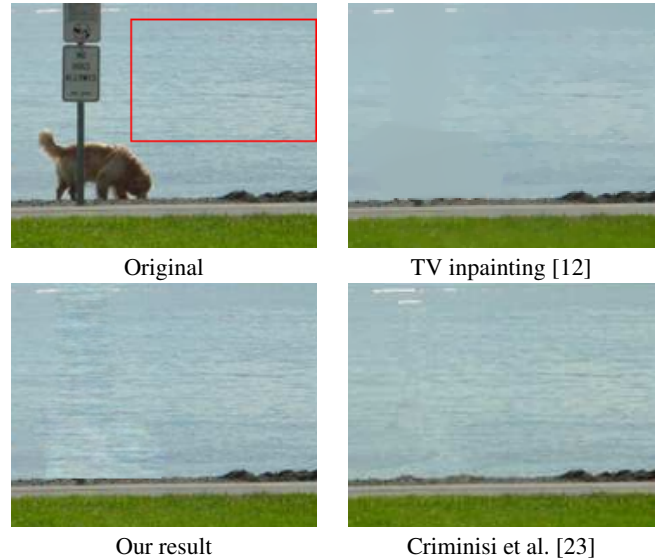 Original
TV inpainting [12]
Our result
Criminisi et al. [23]